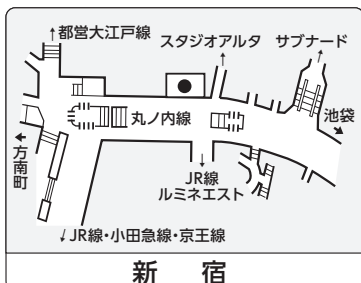 ↑都営大江戸線
スタジオアルタ
↑
サブナード
↑
丸ノ内線
池袋
↘
←
方南町
↓
JR線
ルミネエスト
↓JR線・小田急線・京王線
新 宿